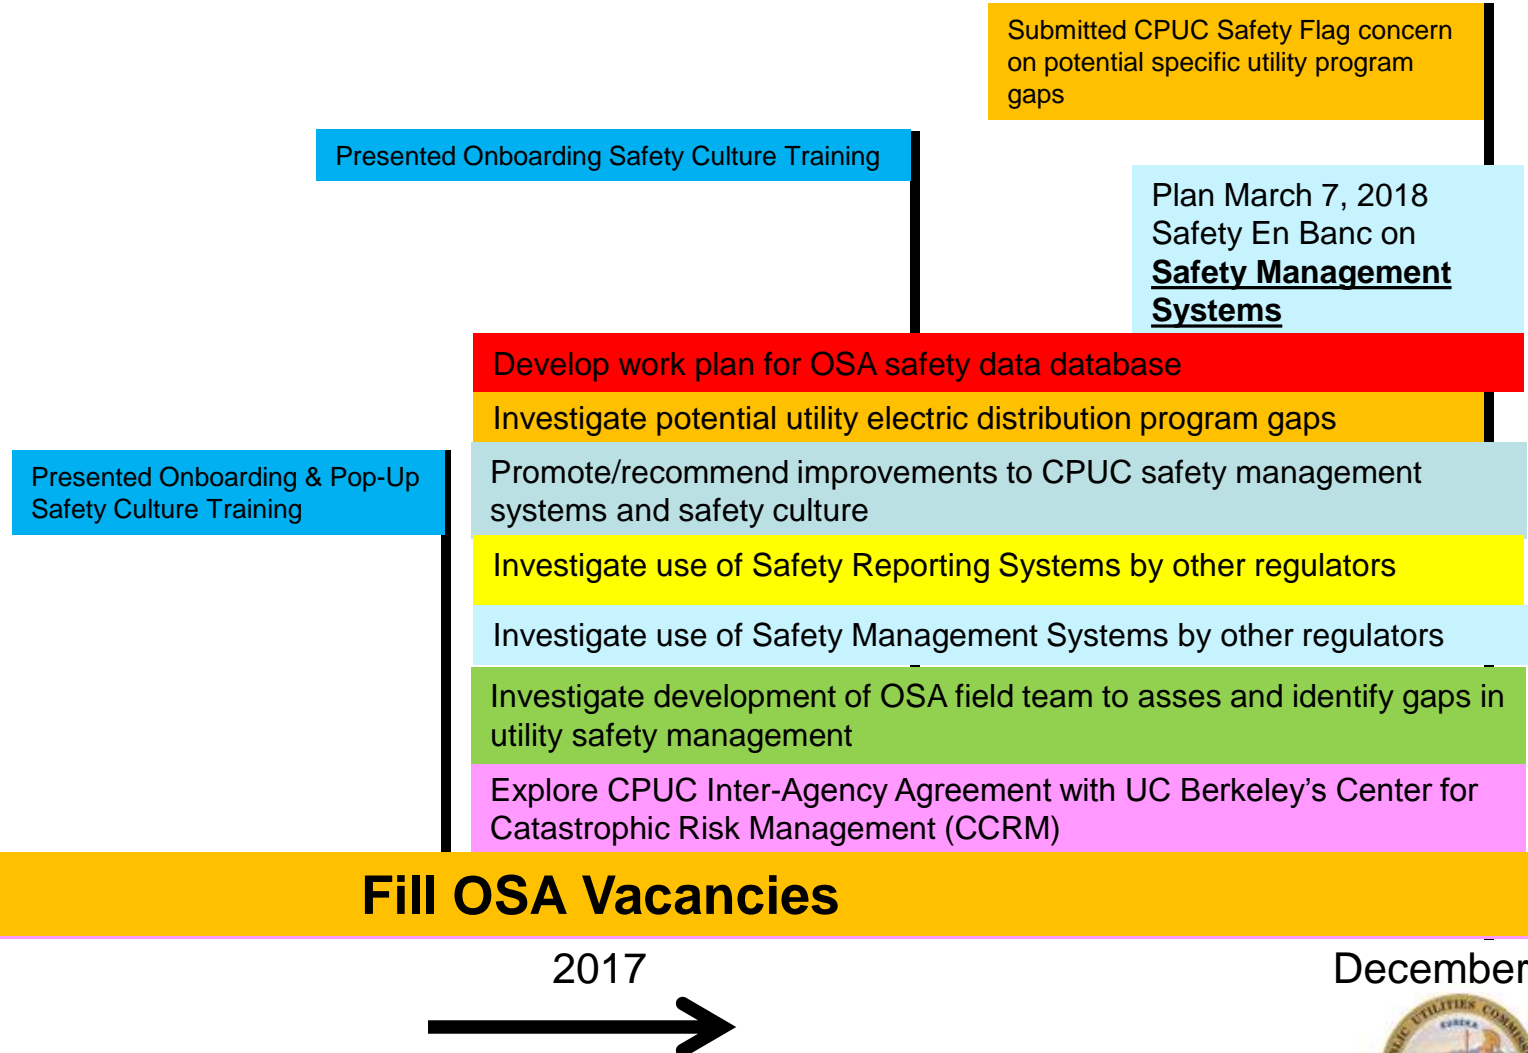 Submitted CPUC Safety Flag concern
on potential specific utility program
gaps
Presented Onboarding Safety Culture Training
Plan March 7, 2018
Safety En Banc on
Safety Management
Systems
Develop work plan for OSA safety data database
Investigate potential utility electric distribution program gaps
Presented Onboarding & Pop-Up
Safety Culture Training
Promote/recommend improvements to CPUC safety management
systems and safety culture
Investigate use of Safety Reporting Systems by other regulators
Investigate use of Safety Management Systems by other regulators
Investigate development of OSA field team to asses and identify gaps in
utility safety management
Explore CPUC Inter-Agency Agreement with UC Berkeley’s Center for
Catastrophic Risk Management (CCRM)
Fill OSA Vacancies
2017
December
UTILITIES
EUREKA